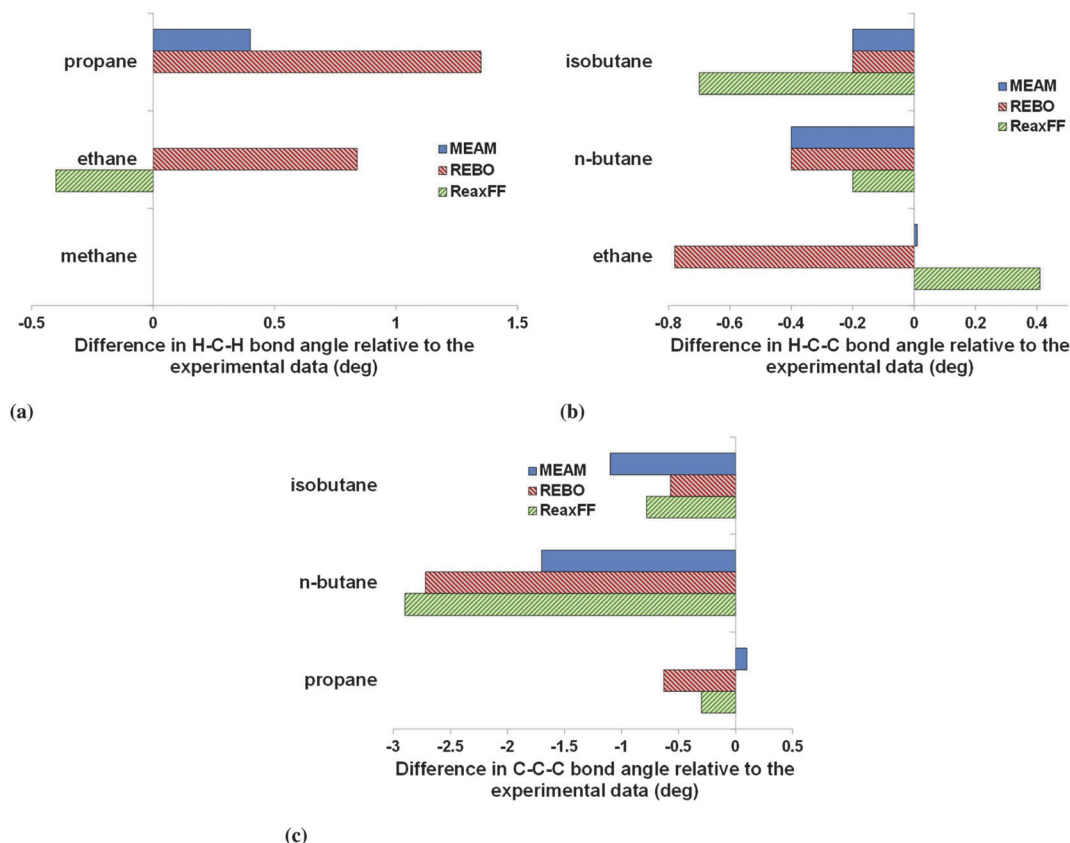 propane
ethane
methane
MEAM
REBO
ReaxFF
-0.5 0 0.5 1 1.5
Difference in H-C-H bond angle relative to the
experimental data (deg)
(a)
isobutane
n-butane
ethane
MEAM
REBO
ReaxFF
-0.8 -0.6 -0.4 -0.2 0 0.2 0.4
Difference in H-C-C bond angle relative to the
experimental data (deg)
(b)
isobutane
n-butane
propane
MEAM
REBO
ReaxFF
-3 -2.5 -2 -1.5 -1 -0.5 0 0.5
Difference in C-C-C bond angle relative to the
experimental data (deg)
(c)